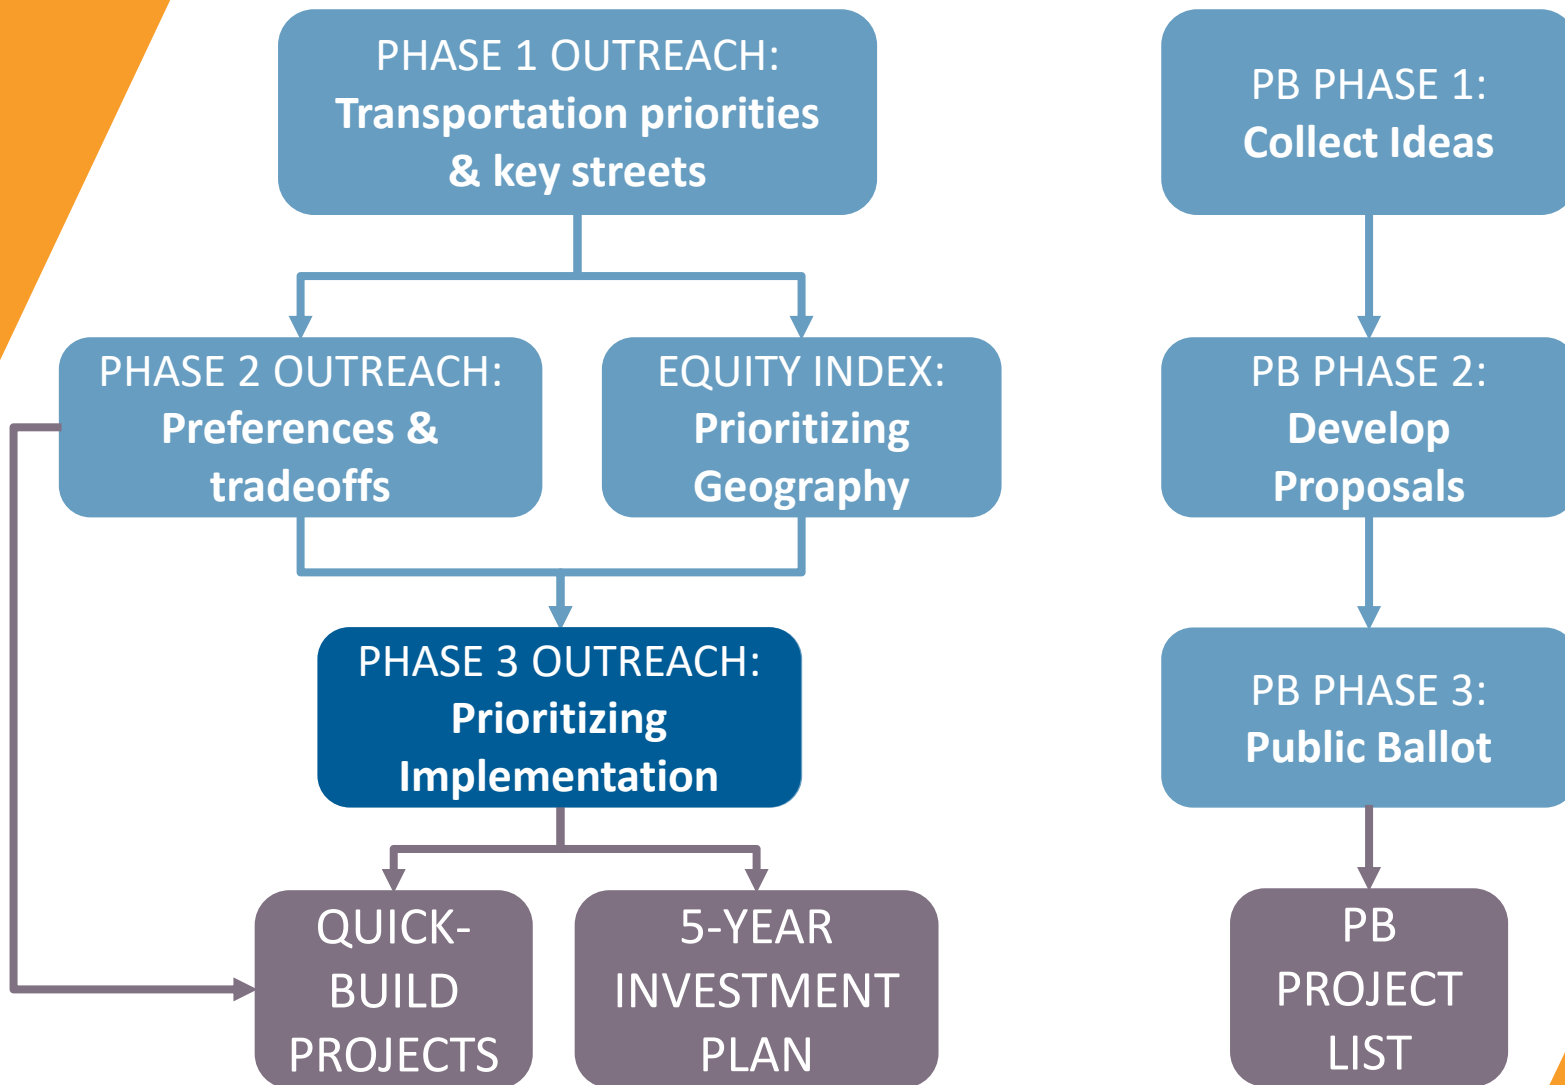 PHASE 1 OUTREACH:
Transportation priorities
& key streets
PHASE 2 OUTREACH:
Preferences &
tradeoffs
EQUITY INDEX:
Prioritizing
Geography
PHASE 3 OUTREACH:
Prioritizing
Implementation
QUICK-
BUILD
PROJECTS
5-YEAR
INVESTMENT
PLAN
PB PHASE 1:
Collect Ideas
PB PHASE 2:
Develop
Proposals
PB PHASE 3:
Public Ballot
PB
PROJECT
LIST